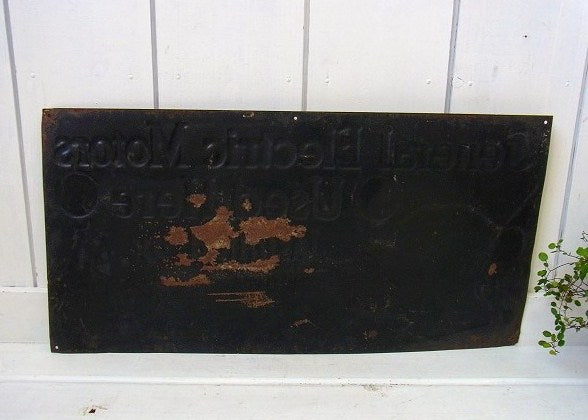 General Electric Motors
Used Here